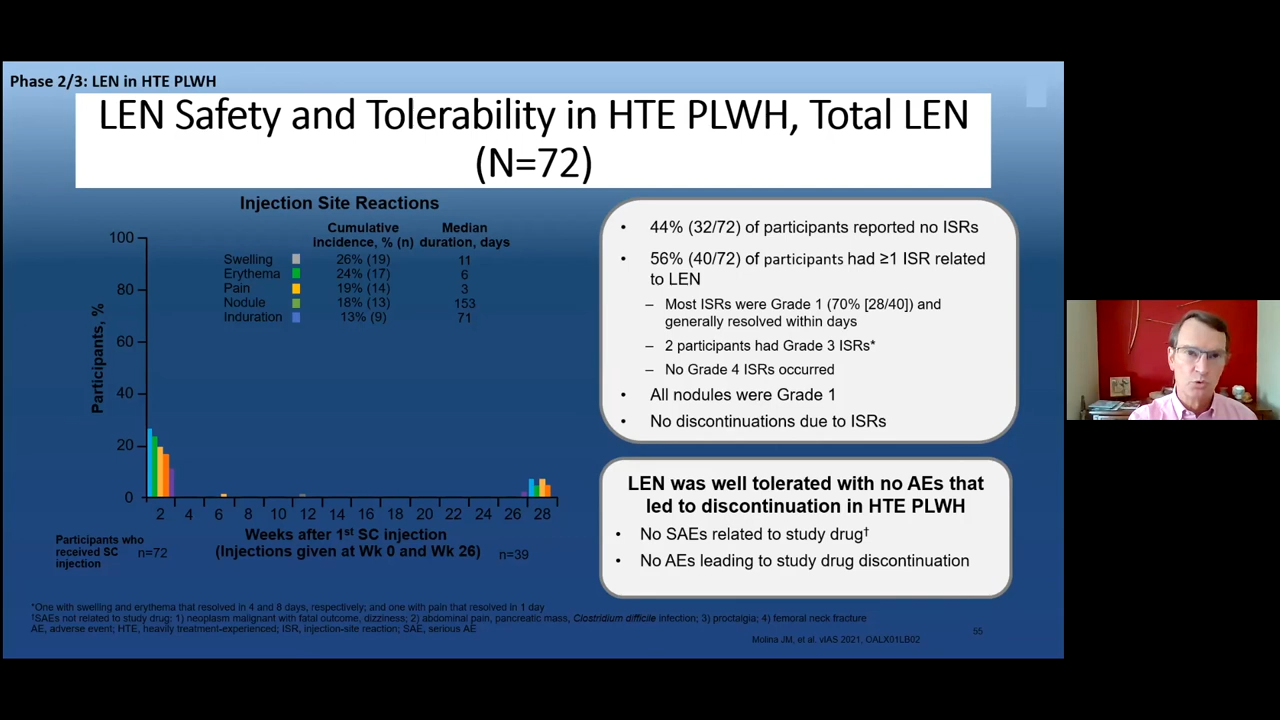 Phase 2/3: LEN in HTE PLWH
LEN Safety and Tolerability in HTE PLWH, Total LEN
(N=72)
Injection Site Reactions
Cumulative Median
incidence, % (n) duration, days
Swelling 26% (19) 11
Erythema 24% (17) 6
Pain 19% (14) 3
Nodule 18% (13) 153
Induration 13% (9) 71
Participants, %
100
80
60
40
20
0
2 4 6 8 10 12 14 16 18 20 22 24 26 28
Weeks after 1st SC injection
(Injections given at Wk 0 and Wk 26)
Participants who
received SC
injection
n=72
n=39
• 44% (32/72) of participants reported no ISRs
• 56% (40/72) of participants had ≥1 ISR related
to LEN
– Most ISRs were Grade 1 (70% [28/40]) and
generally resolved within days
– 2 participants had Grade 3 ISRs*
– No Grade 4 ISRs occurred
• All nodules were Grade 1
• No discontinuations due to ISRs
LEN was well tolerated with no AEs that
led to discontinuation in HTE PLWH
• No SAEs related to study drug†
• No AEs leading to study drug discontinuation
*One with swelling and erythema that resolved in 4 and 8 days, respectively; and one with pain that resolved in 1 day
†SAEs not related to study drug: 1) neoplasm malignant with fatal outcome, dizziness; 2) abdominal pain, pancreatic mass, Clostridium difficile infection; 3) proctalgia; 4) femoral neck fracture
AE, adverse event; HTE, heavily treatment-experienced; ISR, injection-site reaction; SAE, serious AE
Molina JM, et al. vIAS 2021, OALX01LB02
55